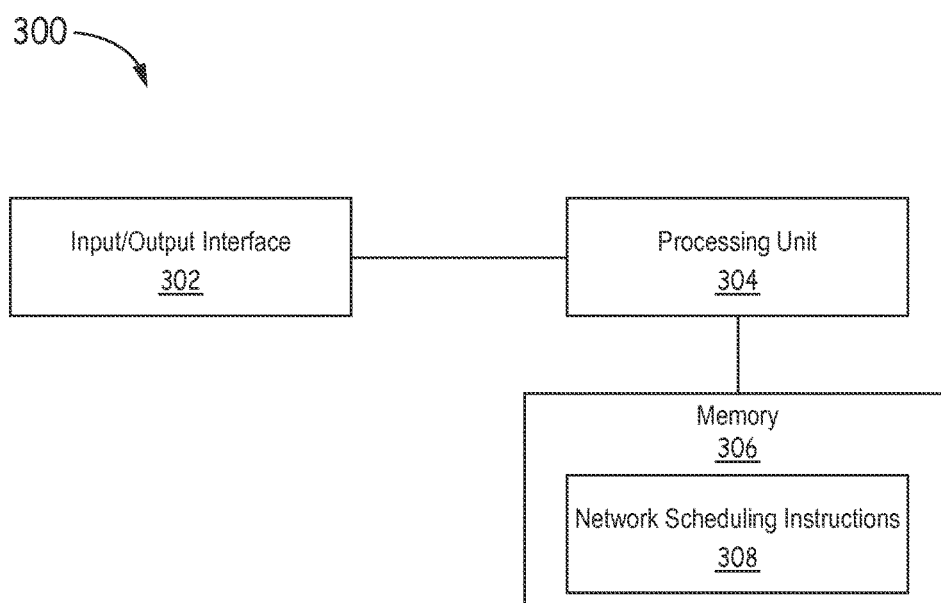 300
Input/Output Interface
302
Processing Unit
304
Memory
306
Network Scheduling Instructions
308